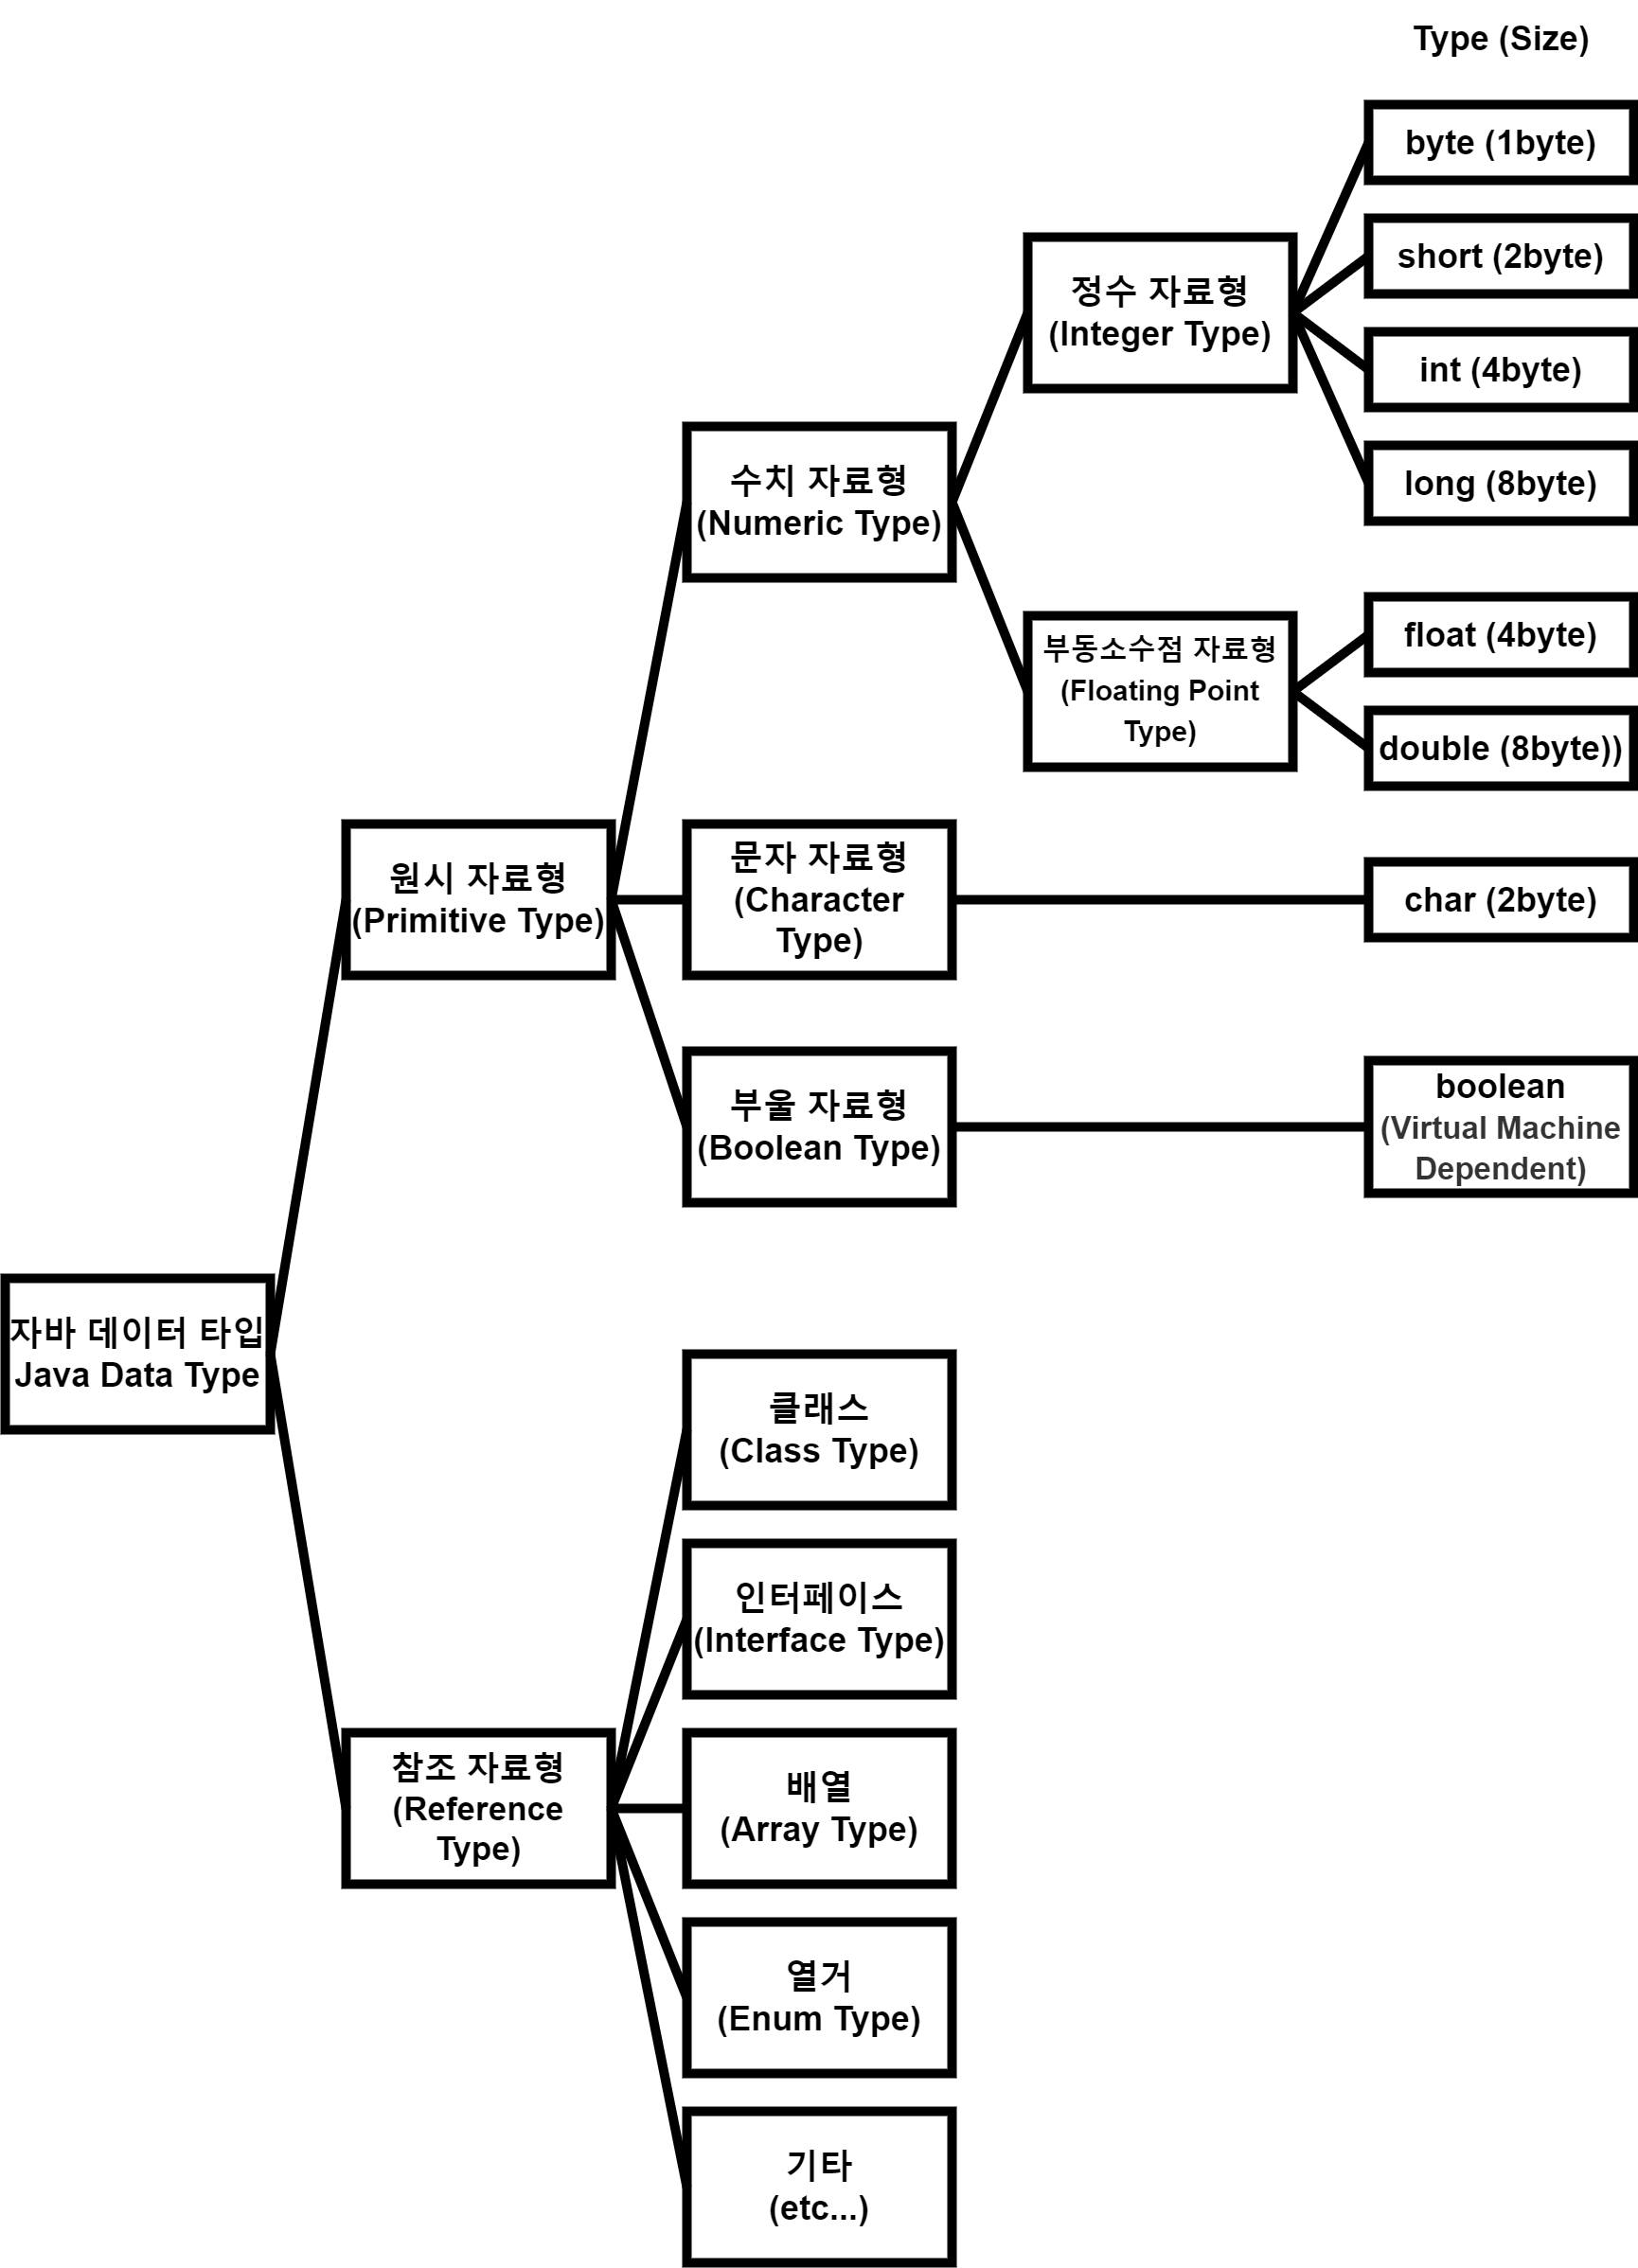 Type (Size)
byte (1byte)
short (2byte)
정수 자료형
(Integer Type)
int (4byte)
long (8byte)
수치 자료형
(Numeric Type)
float (4byte)
부동소수점 자료형
(Floating Point
Type)
double (8byte))
원시 자료형
(Primitive Type)
문자 자료형
(Character
Type)
char (2byte)
부울 자료형
(Boolean Type)
boolean
(Virtual Machine
Dependent)
자바 데이터 타입
Java Data Type
클래스
(Class Type)
인터페이스
(Interface Type)
참조 자료형
(Reference
Type)
배열
(Array Type)
열거
(Enum Type)
기타
(etc...)